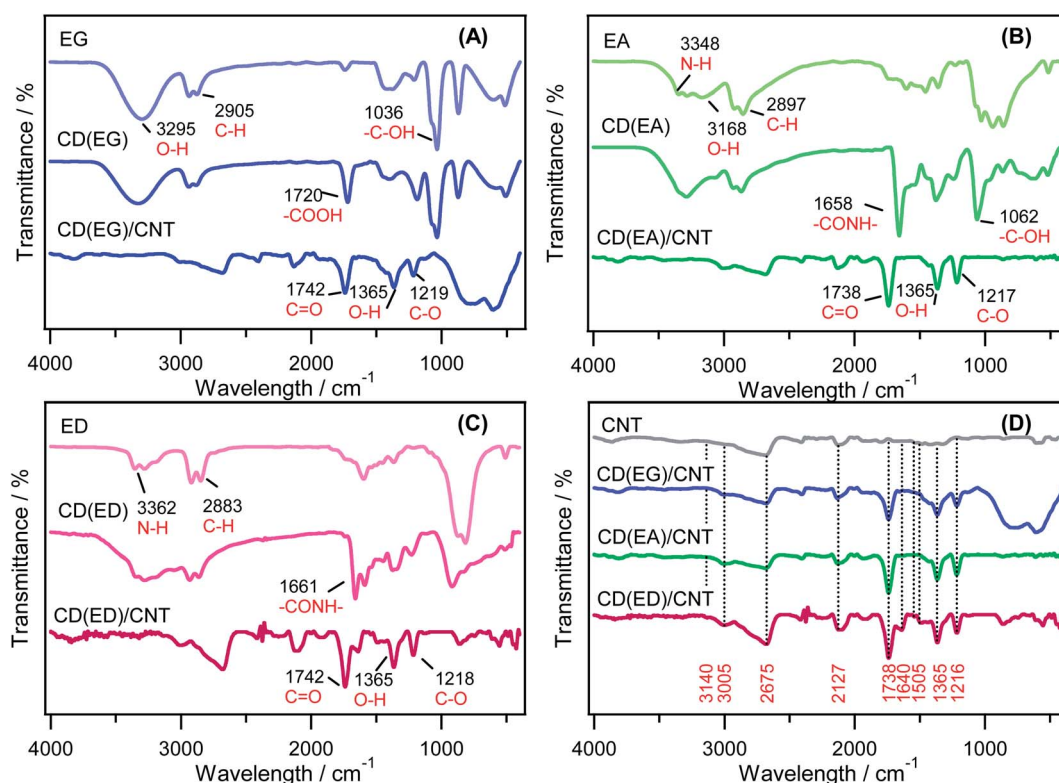 (A)
EG
2905
C-H
1036
-C-OH
3295
O-H
CD(EG)
1720
-COOH
CD(EG)/CNT
1742
C=O
1365
O-H
1219
C-O
Transmittance / %
4000 3000 2000 1000
Wavelength / cm-1
(B)
EA
3348
N-H
2897
C-H
3168
O-H
CD(EA)
1658
-CONH-
1062
-C-OH
CD(EA)/CNT
1738
C=O
1365
O-H
1217
C-O
Transmittance / %
4000 3000 2000 1000
Wavelength / cm-1
(C)
ED
3362
N-H
2883
C-H
CD(ED)
1661
-CONH-
CD(ED)/CNT
1742
C=O
1365
O-H
1218
C-O
Transmittance / %
4000 3000 2000 1000
Wavelength / cm-1
(D)
CNT
CD(EG)/CNT
CD(EA)/CNT
CD(ED)/CNT
3140
3005
2675
2127
1738
1640
1505
1365
1216
Transmittance / %
4000 3000 2000 1000
Wavelength / cm-1